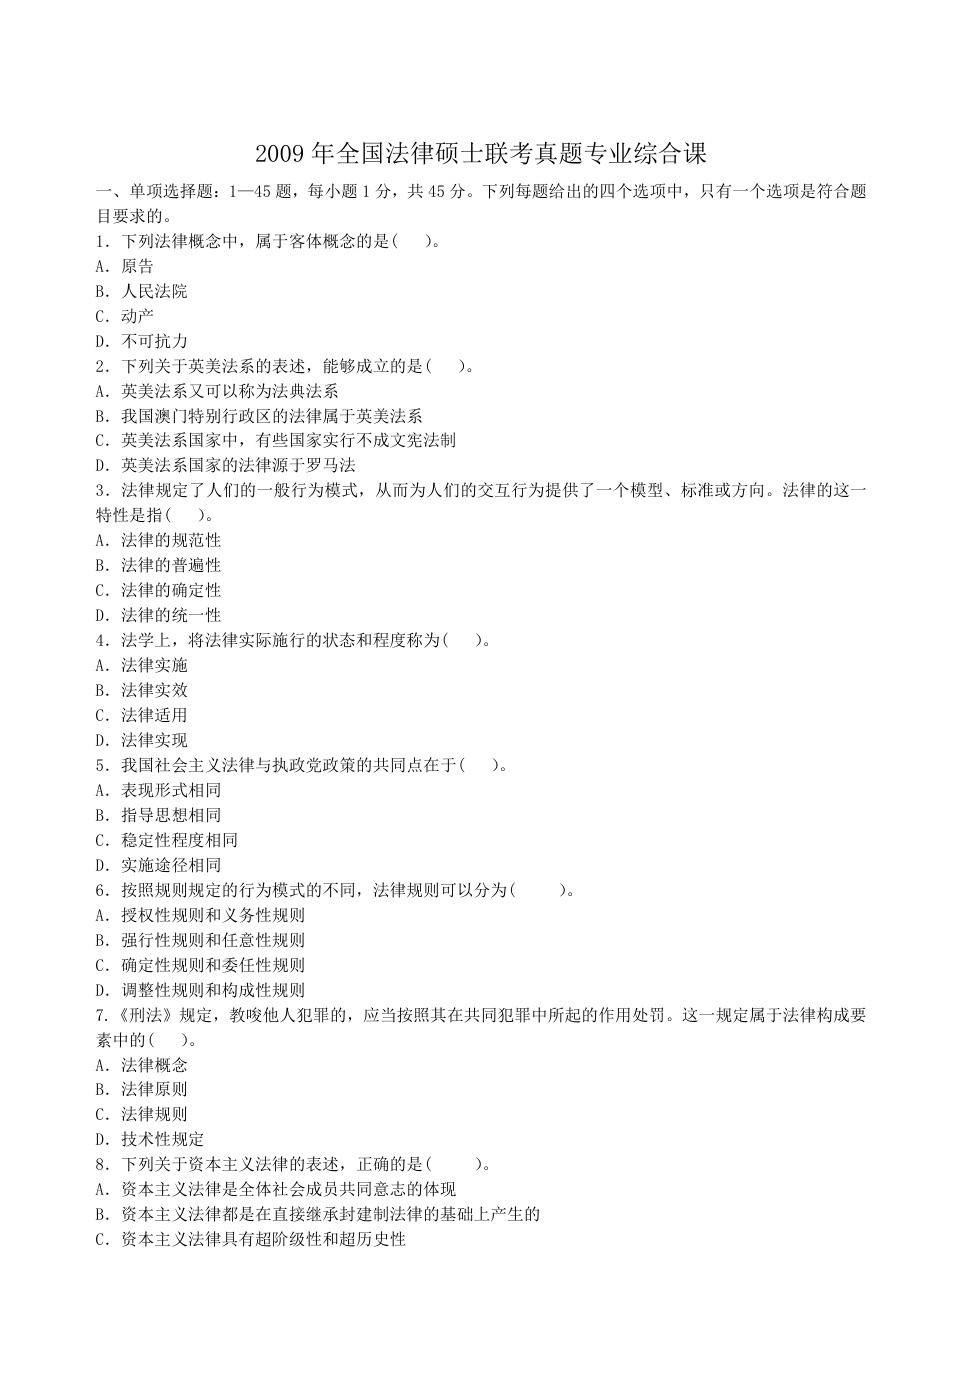 2009 年全国法律硕士联考真题专业综合课
一、单项选择题：1—45 题，每小题 1 分，共 45 分。下列每题给出的四个选项中，只有一个选项是符合题
目要求的。
1．下列法律概念中，属于客体概念的是(　 )。
A．原告
B．人民法院
C．动产
D．不可抗力
2．下列关于英美法系的表述，能够成立的是(　 )。
A．英美法系又可以称为法典法系
B．我国澳门特别行政区的法律属于英美法系
C．英美法系国家中，有些国家实行不成文宪法制
D．英美法系国家的法律源于罗马法
3．法律规定了人们的一般行为模式，从而为人们的交互行为提供了一个模型、标准或方向。法律的这一
特性是指(　 )。
A．法律的规范性
B．法律的普遍性
C．法律的确定性
D．法律的统一性
4．法学上，将法律实际施行的状态和程度称为(　 )。
A．法律实施
B．法律实效
C．法律适用
D．法律实现
5．我国社会主义法律与执政党政策的共同点在于(　 )。
A．表现形式相同
B．指导思想相同
C．稳定性程度相同
D．实施途径相同
6．按照规则规定的行为模式的不同，法律规则可以分为(　　 )。
A．授权性规则和义务性规则
B．强行性规则和任意性规则
C．确定性规则和委任性规则
D．调整性规则和构成性规则
7.《刑法》规定，教唆他人犯罪的，应当按照其在共同犯罪中所起的作用处罚。这一规定属于法律构成要
素中的(　 )。
A．法律概念
B．法律原则
C．法律规则
D．技术性规定
8．下列关于资本主义法律的表述，正确的是(　　 )。
A．资本主义法律是全体社会成员共同意志的体现
B．资本主义法律都是在直接继承封建制法律的基础上产生的
C．资本主义法律具有超阶级性和超历史性